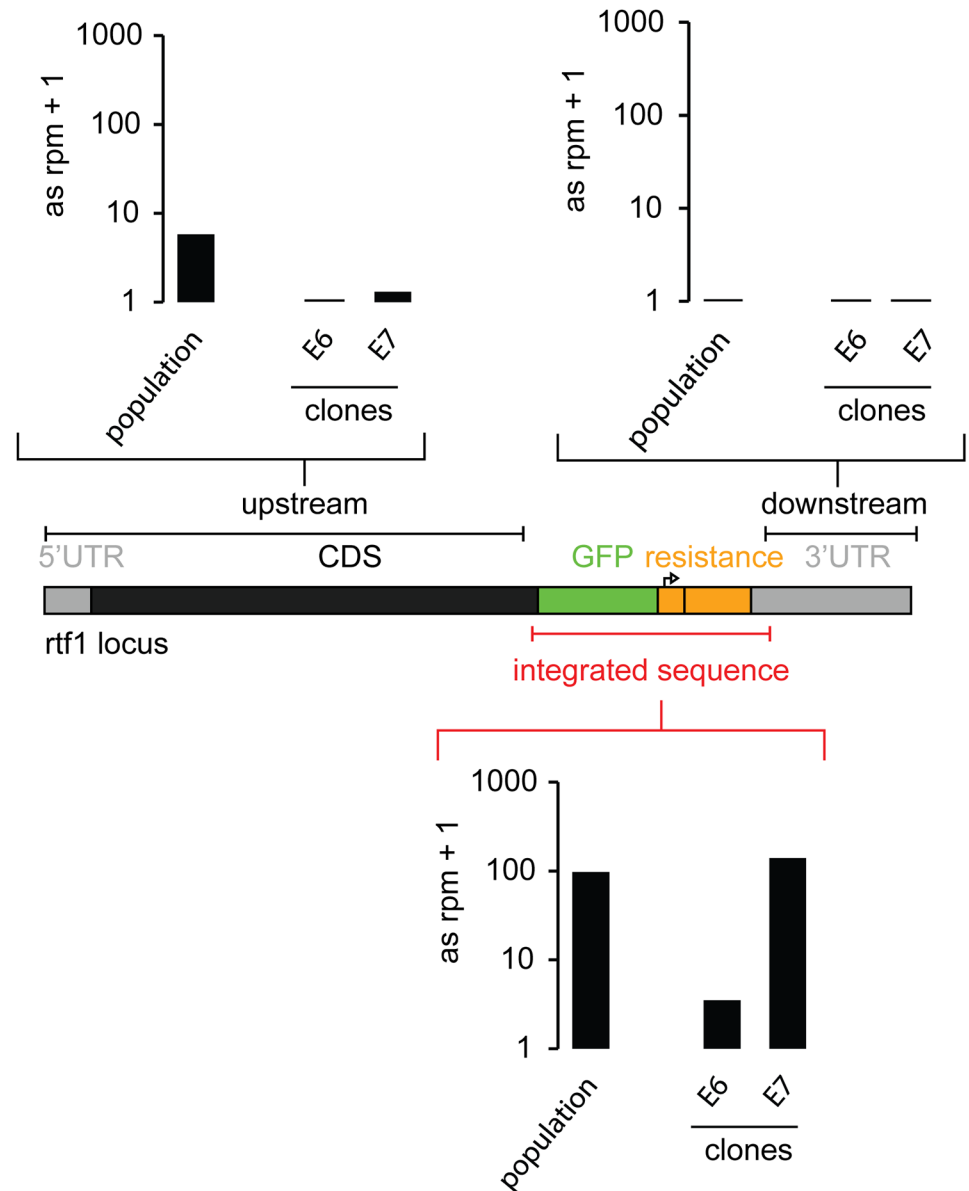 1000
100
10
1
as rpm + 1
population
E6
E7
clones
1000
100
10
1
as rpm + 1
population
E6
E7
clones
upstream
downstream
5'UTR
CDS
GFP
resistance
3'UTR
rtf1 locus
integrated sequence
1000
100
10
1
as rpm + 1
population
E6
E7
clones